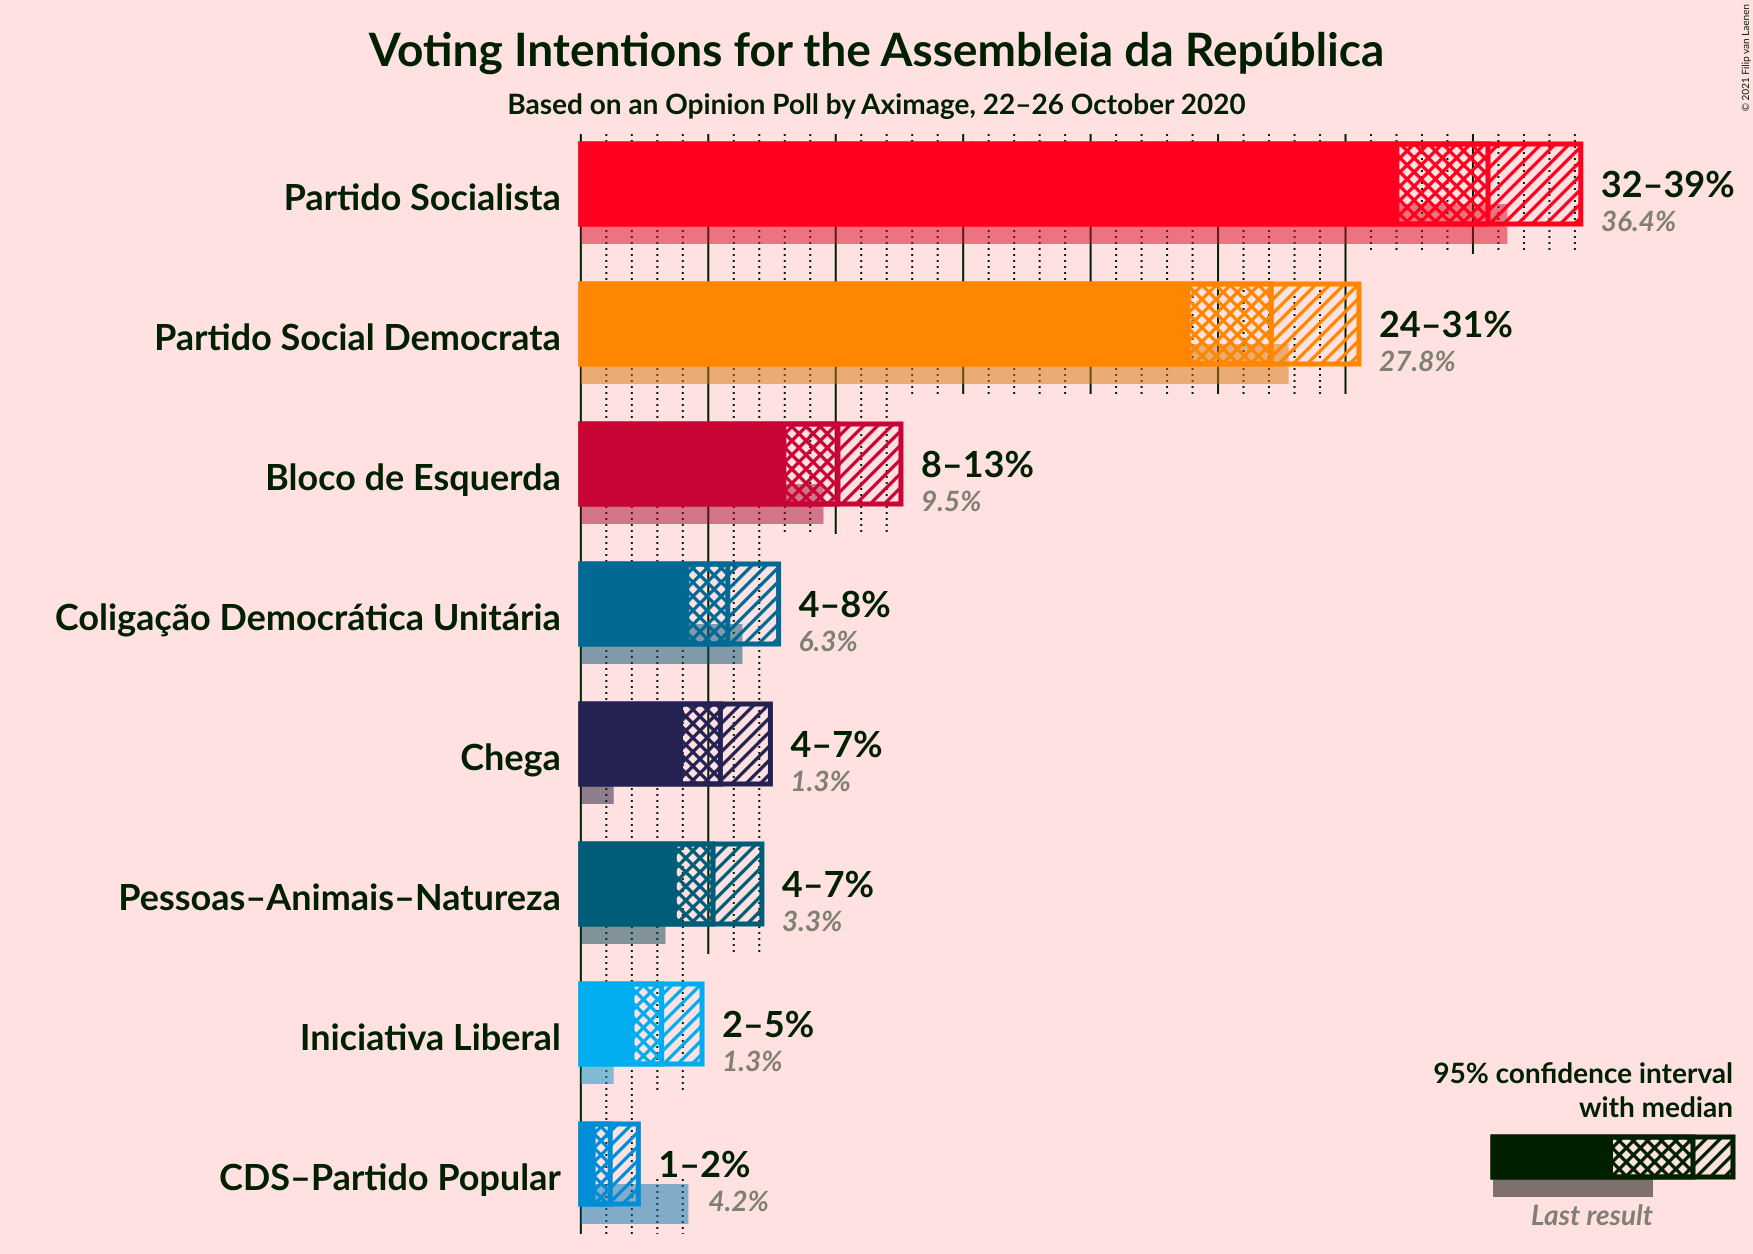 Voting Intentions for the Assembleia da República
Based on an Opinion Poll by Aximage, 22–26 October 2020
© 2021 Filip van Laenen
Partido Socialista
32–39%
36.4%
Partido Social Democrata
24–31%
27.8%
Bloco de Esquerda
8–13%
9.5%
Coligação Democrática Unitária
4–8%
6.3%
Chega
4–7%
1.3%
Pessoas–Animais–Natureza
4–7%
3.3%
Iniciativa Liberal
2–5%
1.3%
CDS–Partido Popular
1–2%
4.2%
95% confidence interval
with median
Last result